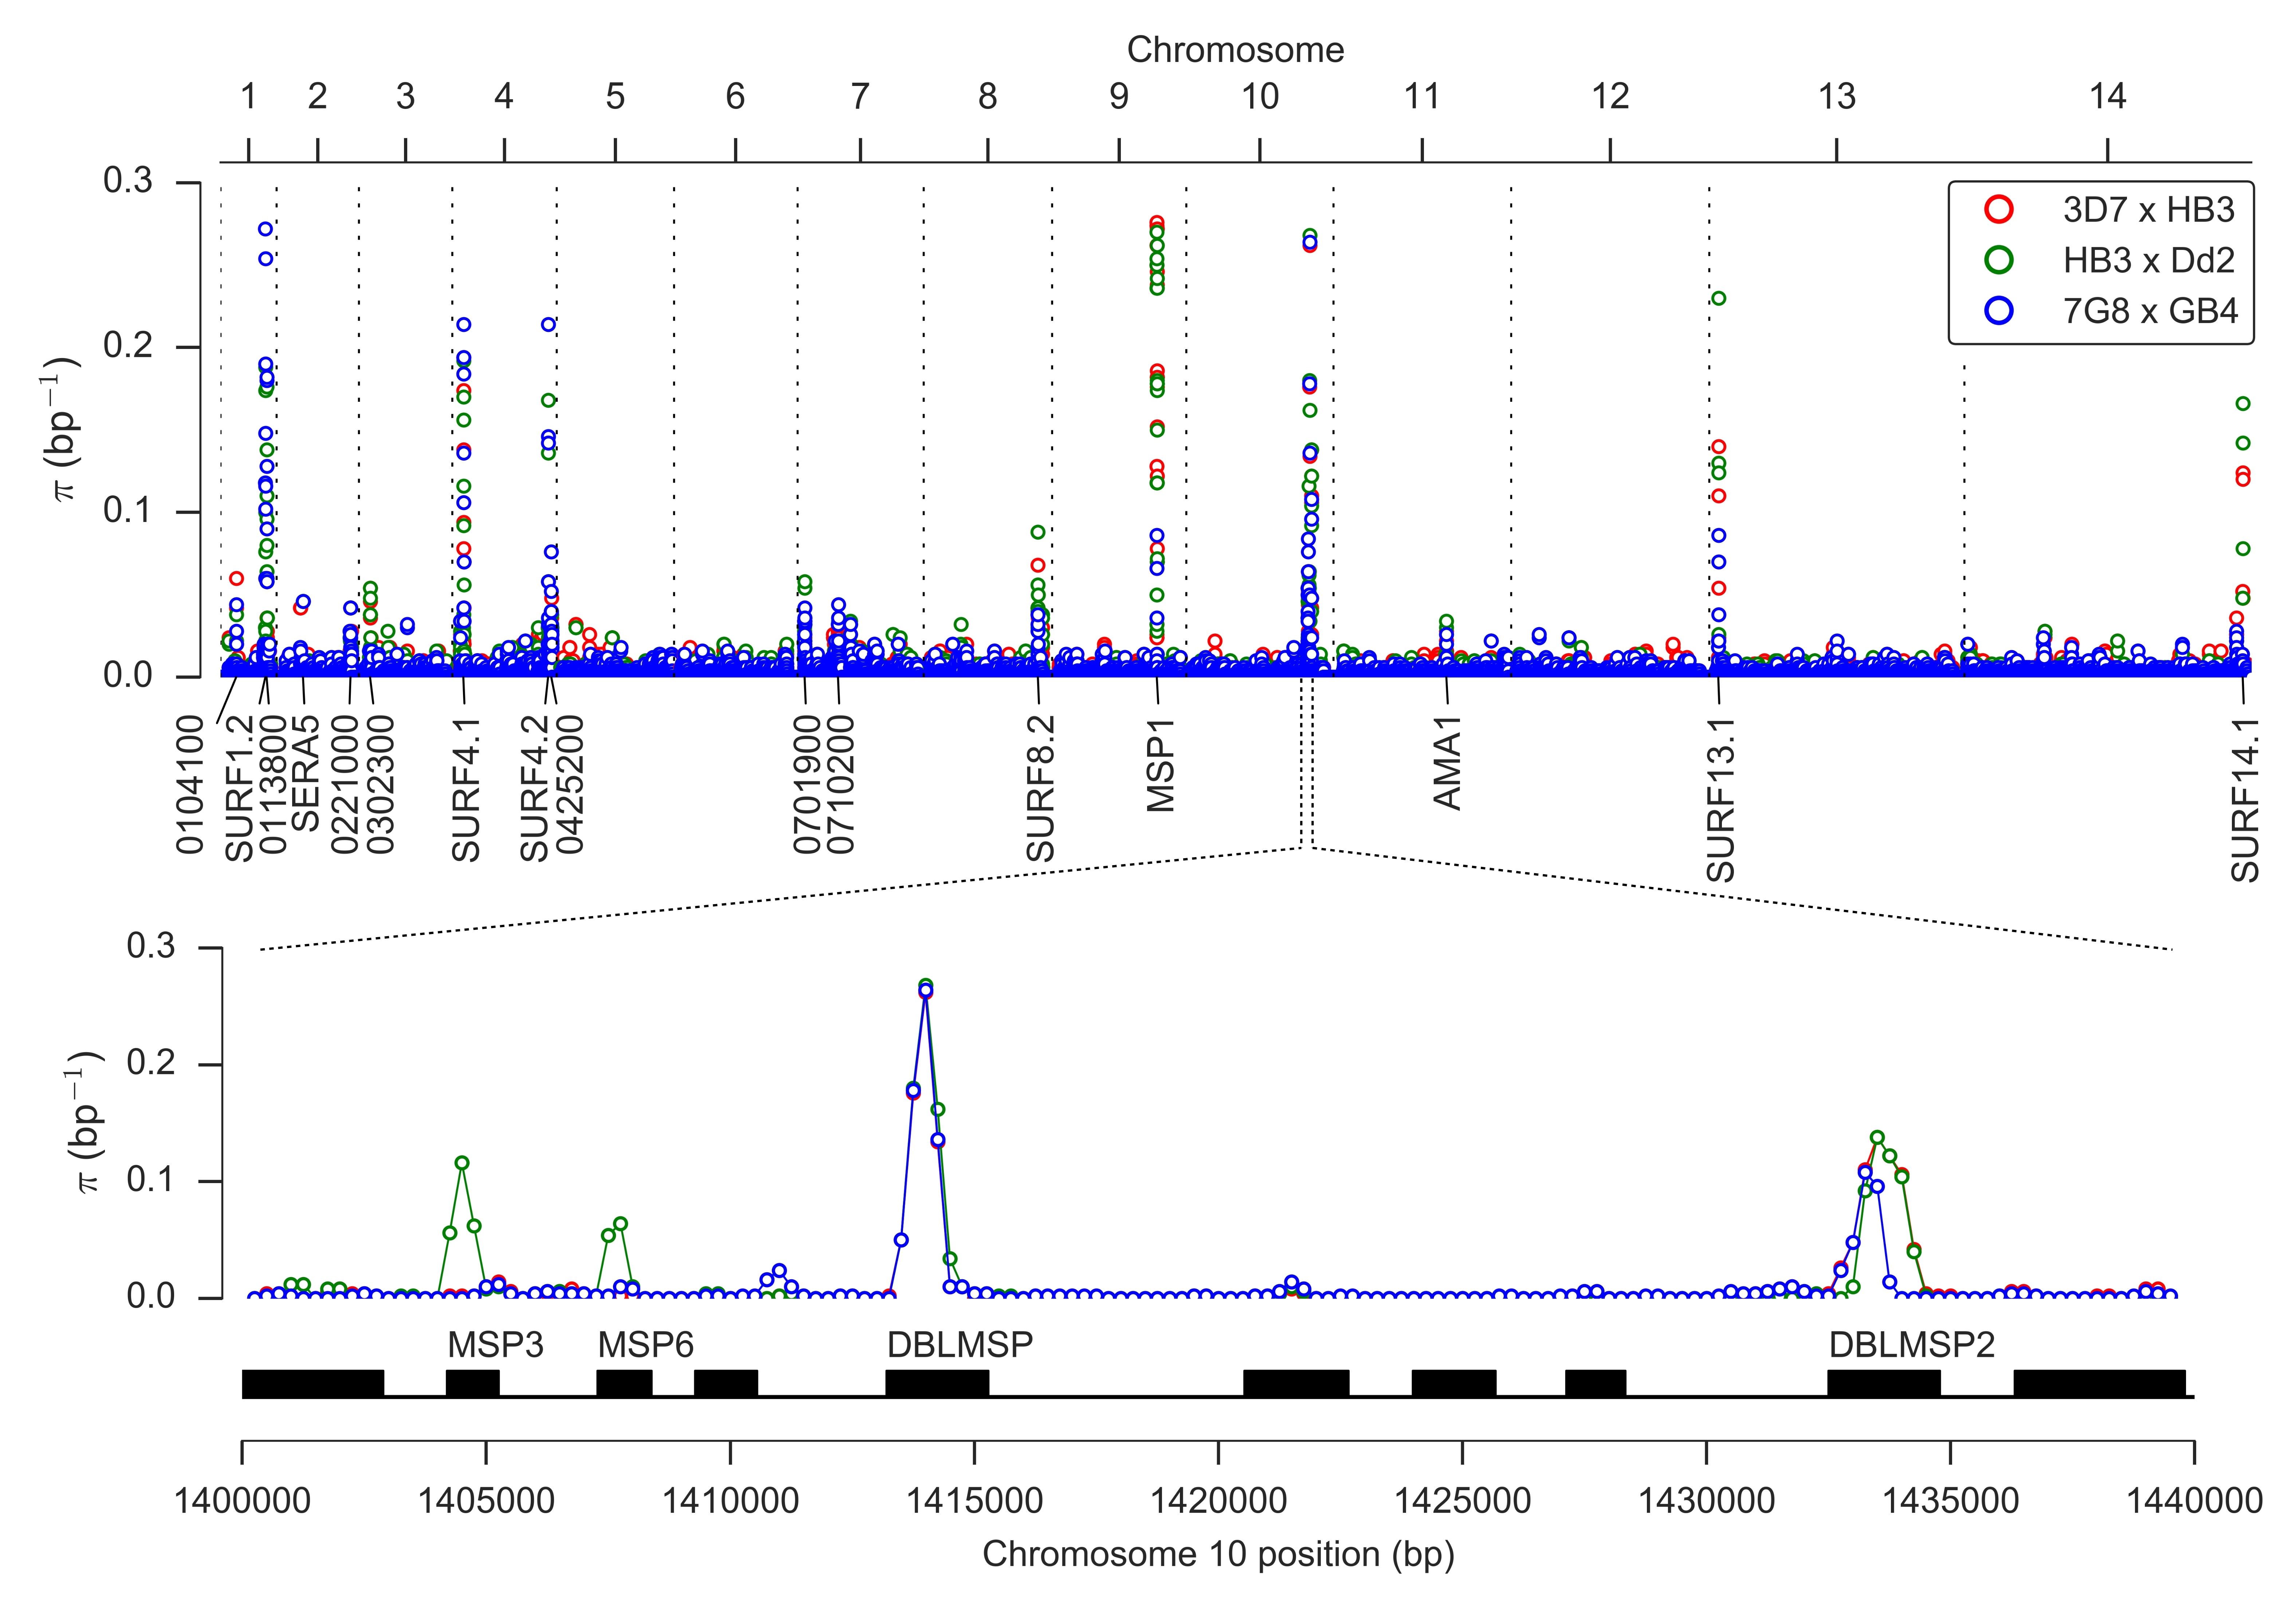 Chromosome
1 2 3 4 5 6 7 8 9 10 11 12 13 14
0.3
0.2
0.1
0.0
π (bp⁻¹)
3D7 x HB3
HB3 x Dd2
7G8 x GB4
0104100
SURF1.2
0113800
SERA5
0221000
0302300
SURF4.1
SURF4.2
0425200
0701900
0710200
SURF8.2
MSP1
AMA1
SURF13.1
SURF14.1
0.3
0.2
0.1
0.0
π (bp⁻¹)
MSP3 MSP6 DBLMSP DBLMSP2
1400000 1405000 1410000 1415000 1420000 1425000 1430000 1435000 1440000
Chromosome 10 position (bp)